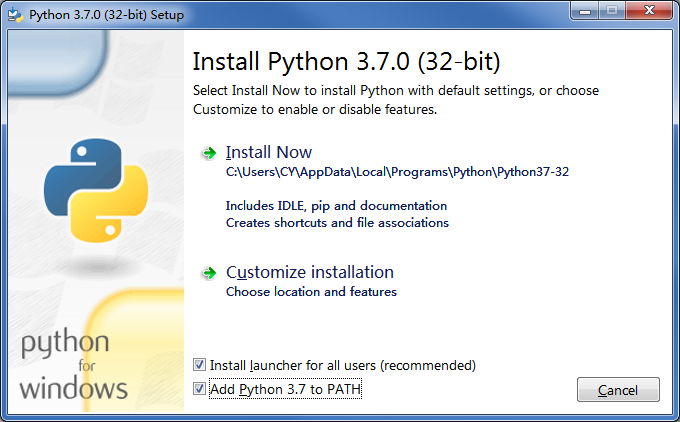 Python 3.7.0 (32-bit) Setup
Install Python 3.7.0 (32-bit)
Select Install Now to install Python with default settings, or choose
Customize to enable or disable features.
Install Now
C:\Users\CY\AppData\Local\Programs\Python\Python37-32
Includes IDLE, pip and documentation
Creates shortcuts and file associations
Customize installation
Choose location and features
python
for
windows
Install launcher for all users (recommended)
Add Python 3.7 to PATH
Cancel